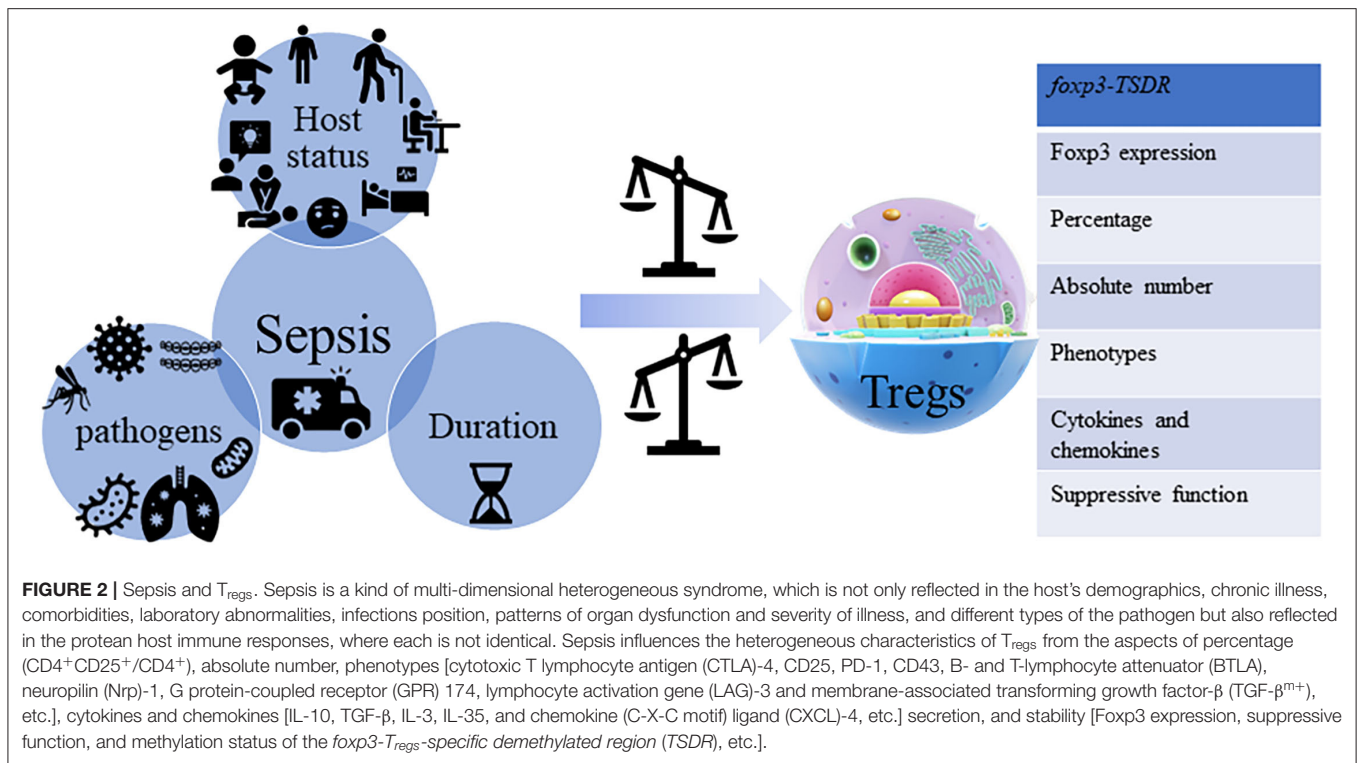 Host
status
Sepsis
pathogens
Duration
Tregs
foxp3-TSDR
Foxp3 expression
Percentage
Absolute number
Phenotypes
Cytokines and
chemokines
Suppressive function
FIGURE 2 | Sepsis and Tregs. Sepsis is a kind of multi-dimensional heterogeneous syndrome, which is not only reflected in the host's demographics, chronic illness,
comorbidities, laboratory abnormalities, infections position, patterns of organ dysfunction and severity of illness, and different types of the pathogen but also reflected
in the protean host immune responses, where each is not identical. Sepsis influences the heterogeneous characteristics of Tregs from the aspects of percentage
(CD4+CD25+/CD4+), absolute number, phenotypes [cytotoxic T lymphocyte antigen (CTLA)-4, CD25, PD-1, CD43, B- and T-lymphocyte attenuator (BTLA),
neuropilin (Nrp)-1, G protein-coupled receptor (GPR) 174, lymphocyte activation gene (LAG)-3 and membrane-associated transforming growth factor-β (TGF-βm+),
etc.], cytokines and chemokines [IL-10, TGF-β, IL-3, IL-35, and chemokine (C-X-C motif) ligand (CXCL)-4, etc.] secretion, and stability [Foxp3 expression, suppressive
function, and methylation status of the foxp3-Tregs-specific demethylated region (TSDR), etc.].